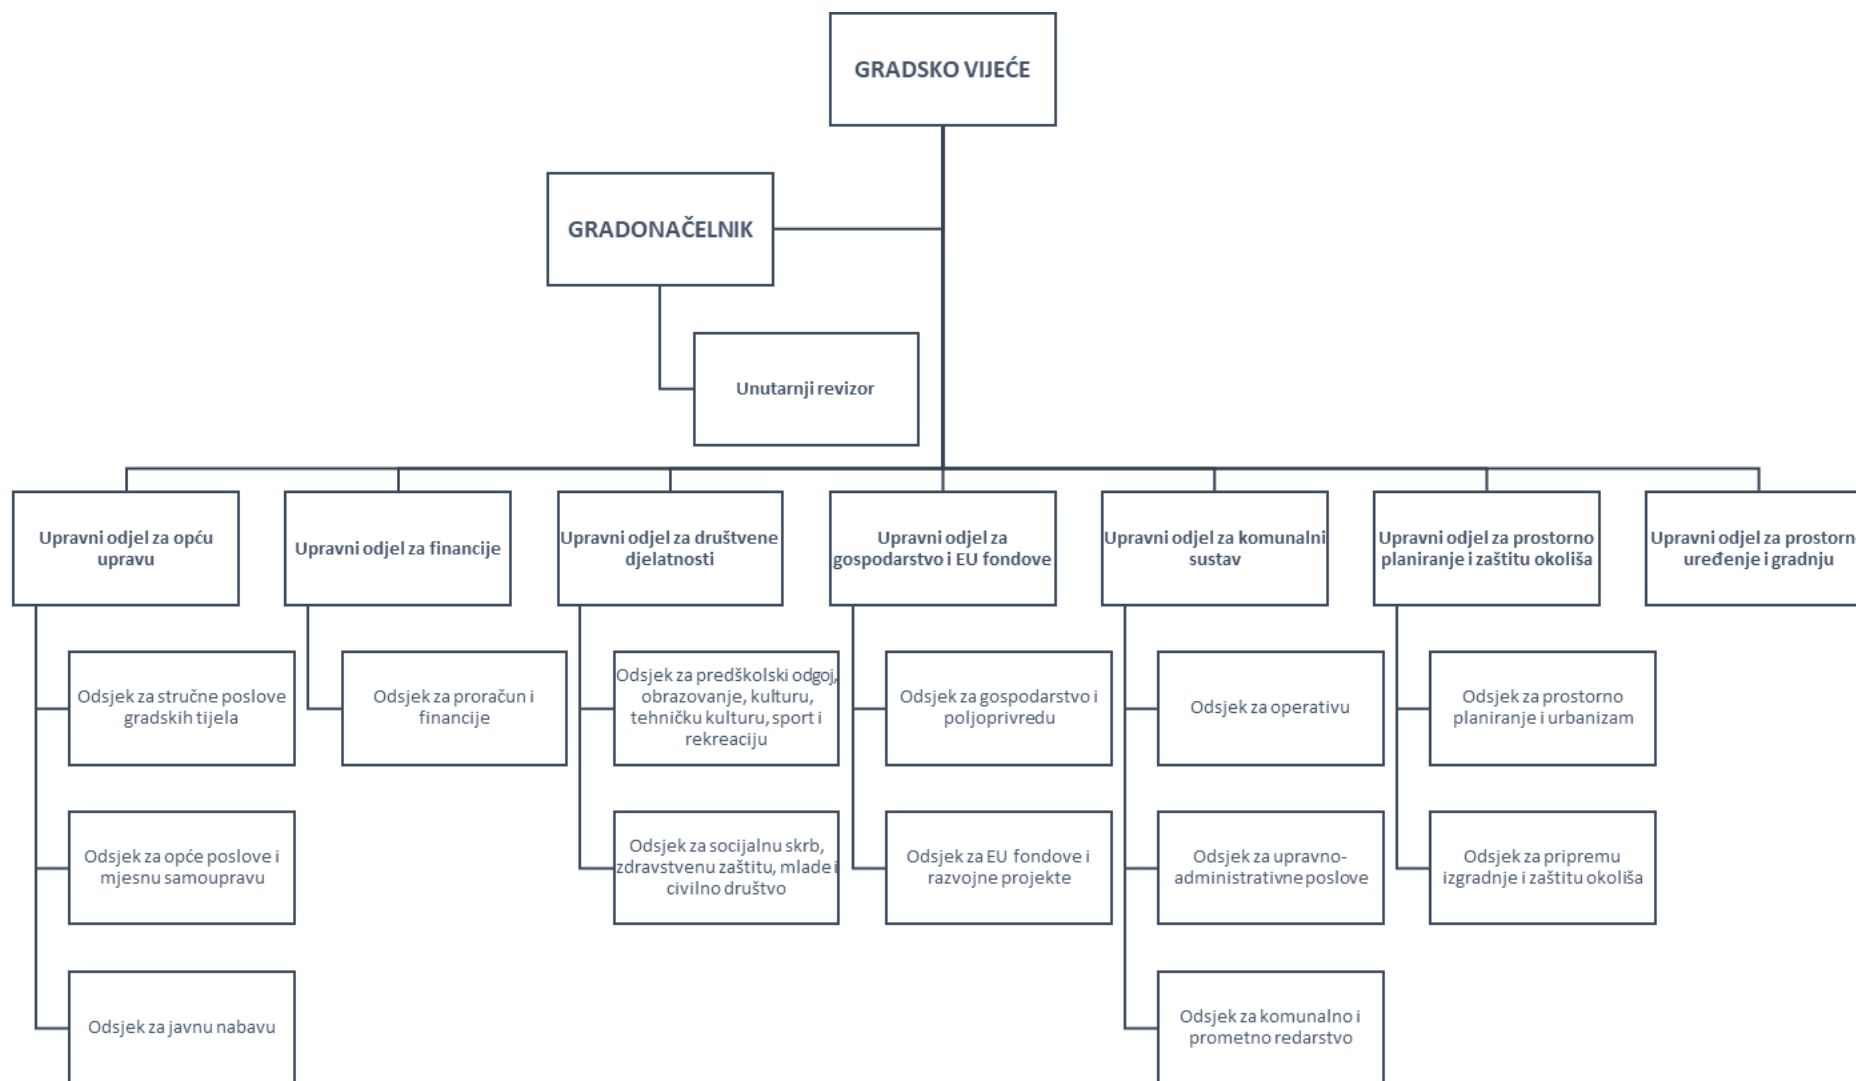 GRADSKO VIJEĆE
GRADONAČELNIK
Unutarnji revizor
Upravni odjel za opću
upravu
Upravni odjel za financije
Upravni odjel za društvene
djelatnosti
Upravni odjel za
gospodarstvo i EU fondove
Upravni odjel za komunalni
sustav
Upravni odjel za prostorno
planiranje i zaštitu okoliša
Upravni odjel za prostorno
uređenje i gradnju
Odsjek za stručne poslove
gradskih tijela
Odsjek za proračun i
financije
Odsjek za predškolski odgoj,
obrazovanje, kulturu,
tehničku kulturu, sport i
rekreaciju
Odsjek za gospodarstvo i
poljoprivredu
Odsjek za operativu
Odsjek za prostorno
planiranje i urbanizam
Odsjek za opće poslove i
mjesnu samoupravu
Odsjek za socijalnu skrb,
zdravstvenu zaštitu, mlade i
civilno društvo
Odsjek za EU fondove i
razvojne projekte
Odsjek za upravno-
administrativne poslove
Odsjek za pripremu
izgradnje i zaštitu okoliša
Odsjek za javnu nabavu
Odsjek za komunalno i
prometno redarstvo